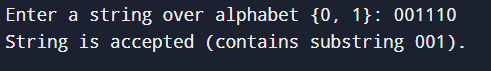 Enter a string over alphabet {0, 1}: 001110
String is accepted (contains substring 001).